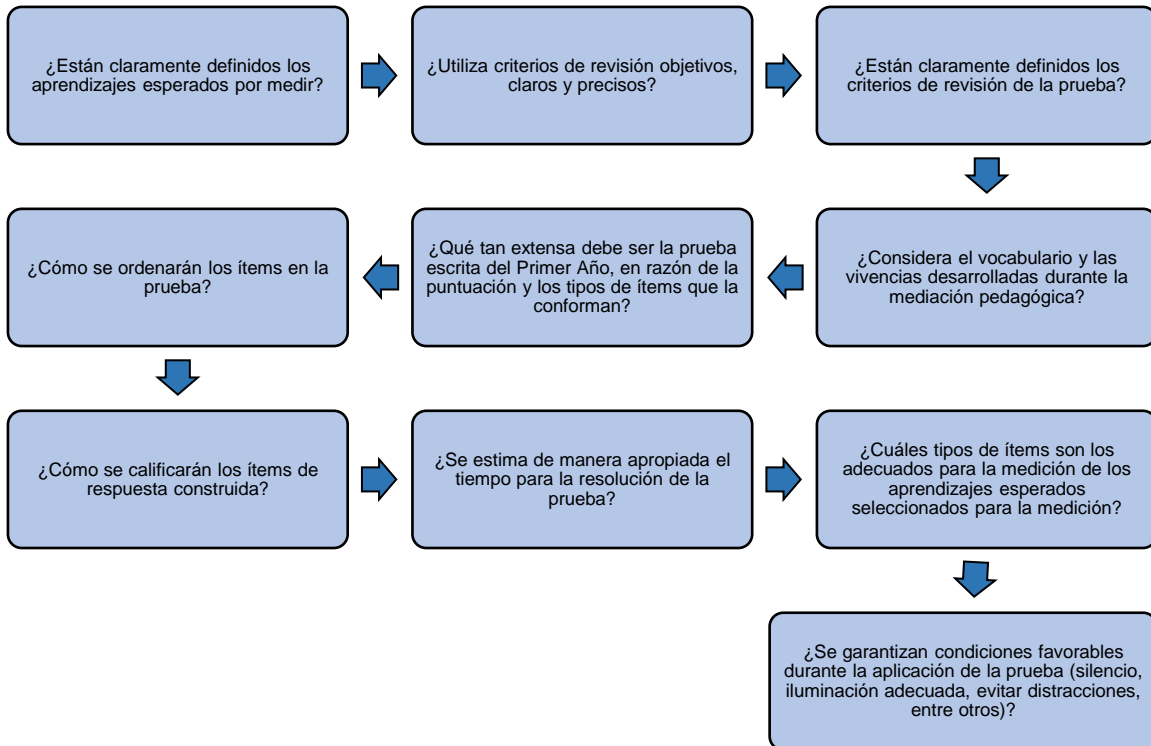 ¿Están claramente definidos los
aprendizajes esperados por medir?
¿Utiliza criterios de revisión objetivos,
claros y precisos?
¿Están claramente definidos los
criterios de revisión de la prueba?
¿Considera el vocabulario y las
vivencias desarrolladas durante la
mediación pedagógica?
¿Qué tan extensa debe ser la prueba
escrita del Primer Año, en razón de la
puntuación y los tipos de ítems que la
conforman?
¿Cómo se ordenarán los ítems en la
prueba?
¿Cómo se calificarán los ítems de
respuesta construida?
¿Se estima de manera apropiada el
tiempo para la resolución de la
prueba?
¿Cuáles tipos de ítems son los
adecuados para la medición de los
aprendizajes esperados
seleccionados para la medición?
¿Se garantizan condiciones favorables
durante la aplicación de la prueba (silencio,
iluminación adecuada, evitar distracciones,
entre otros)?